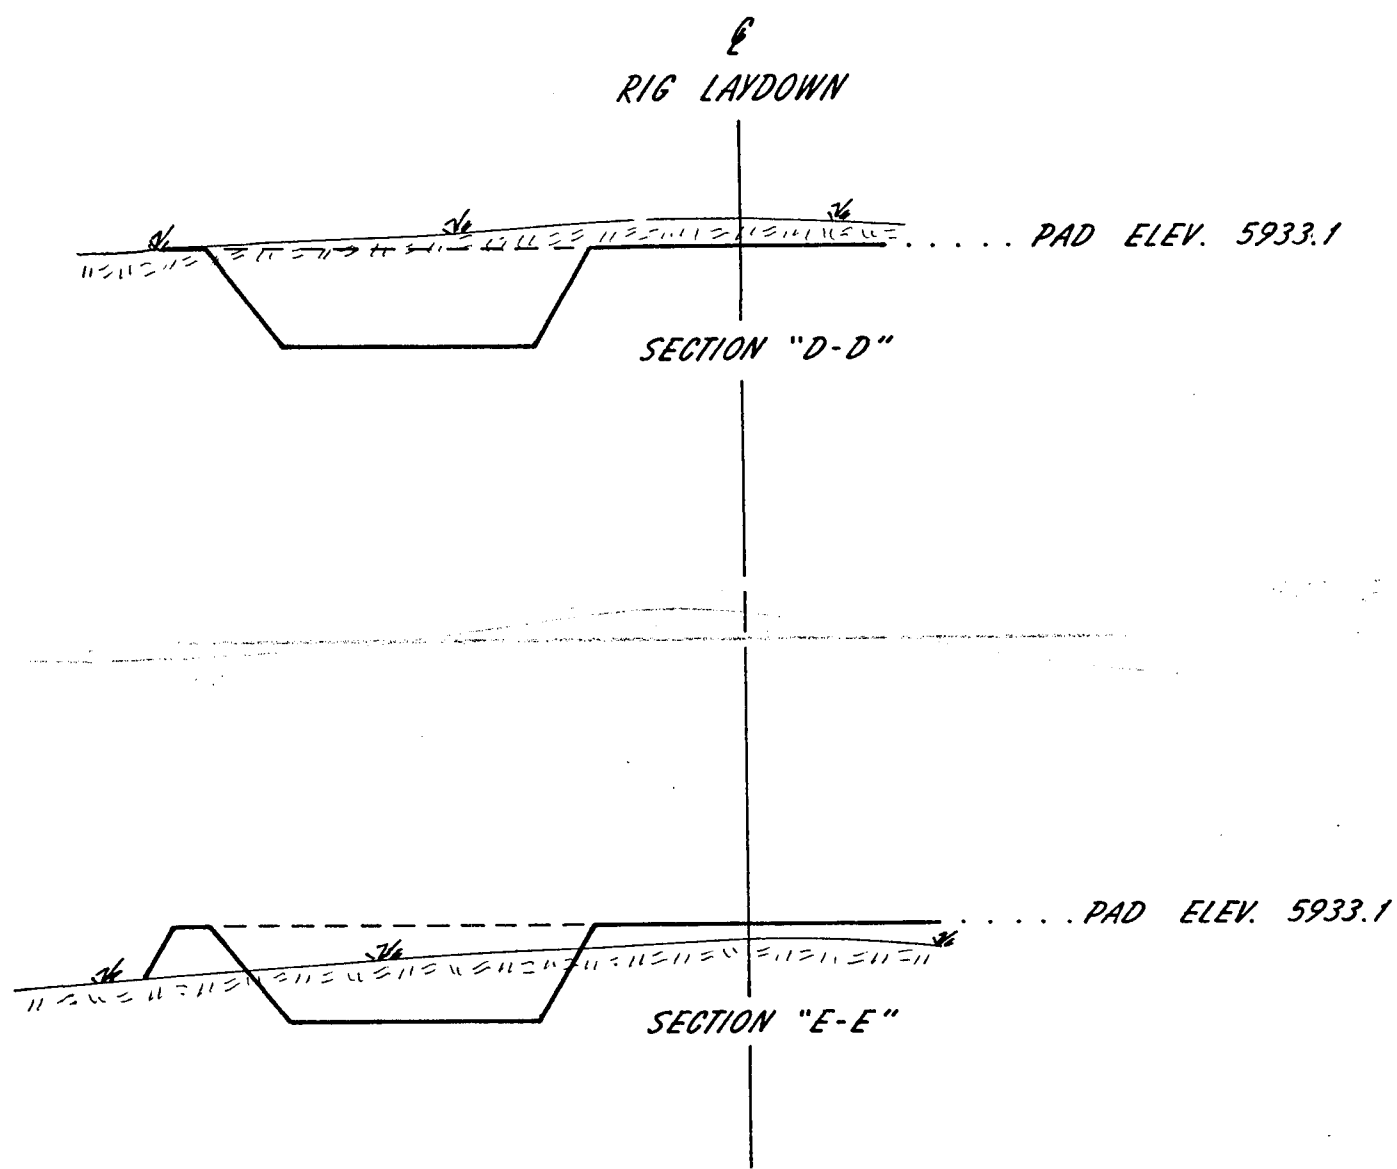 ℄
RIG LAYDOWN
PAD ELEV. 5933.1
SECTION "D-D"
PAD ELEV. 5933.1
SECTION "E-E"